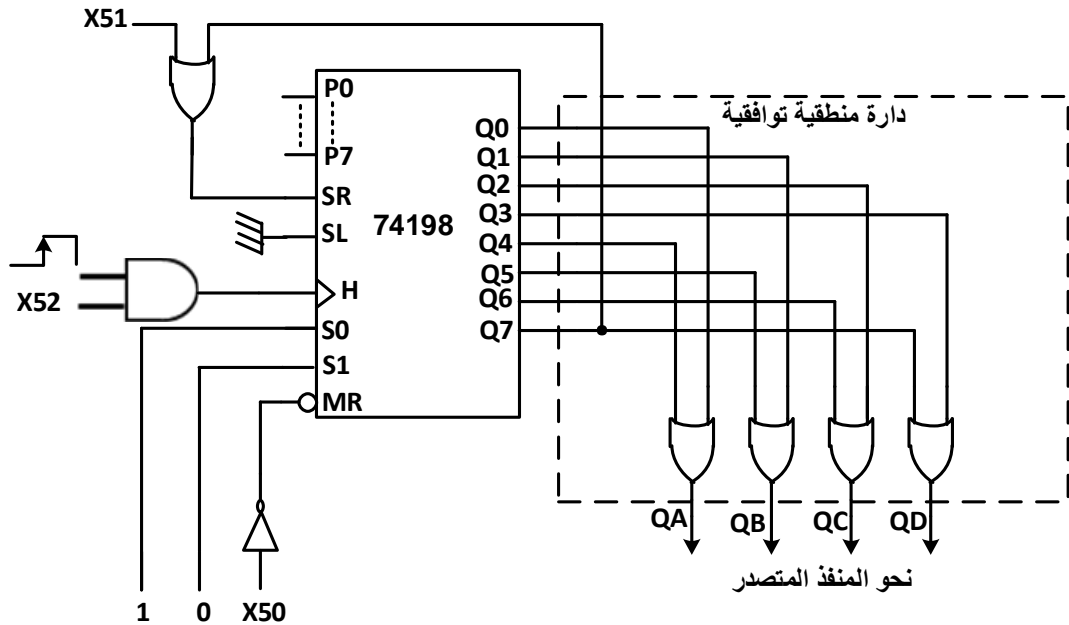 X51
P0
P7
SR
SL
74198
H
X52
S0
S1
MR
Q0
Q1
Q2
Q3
Q4
Q5
Q6
Q7
دارة منطقية توافقية
QA QB QC QD
نحو المنفذ المتصدر
1 0 X50